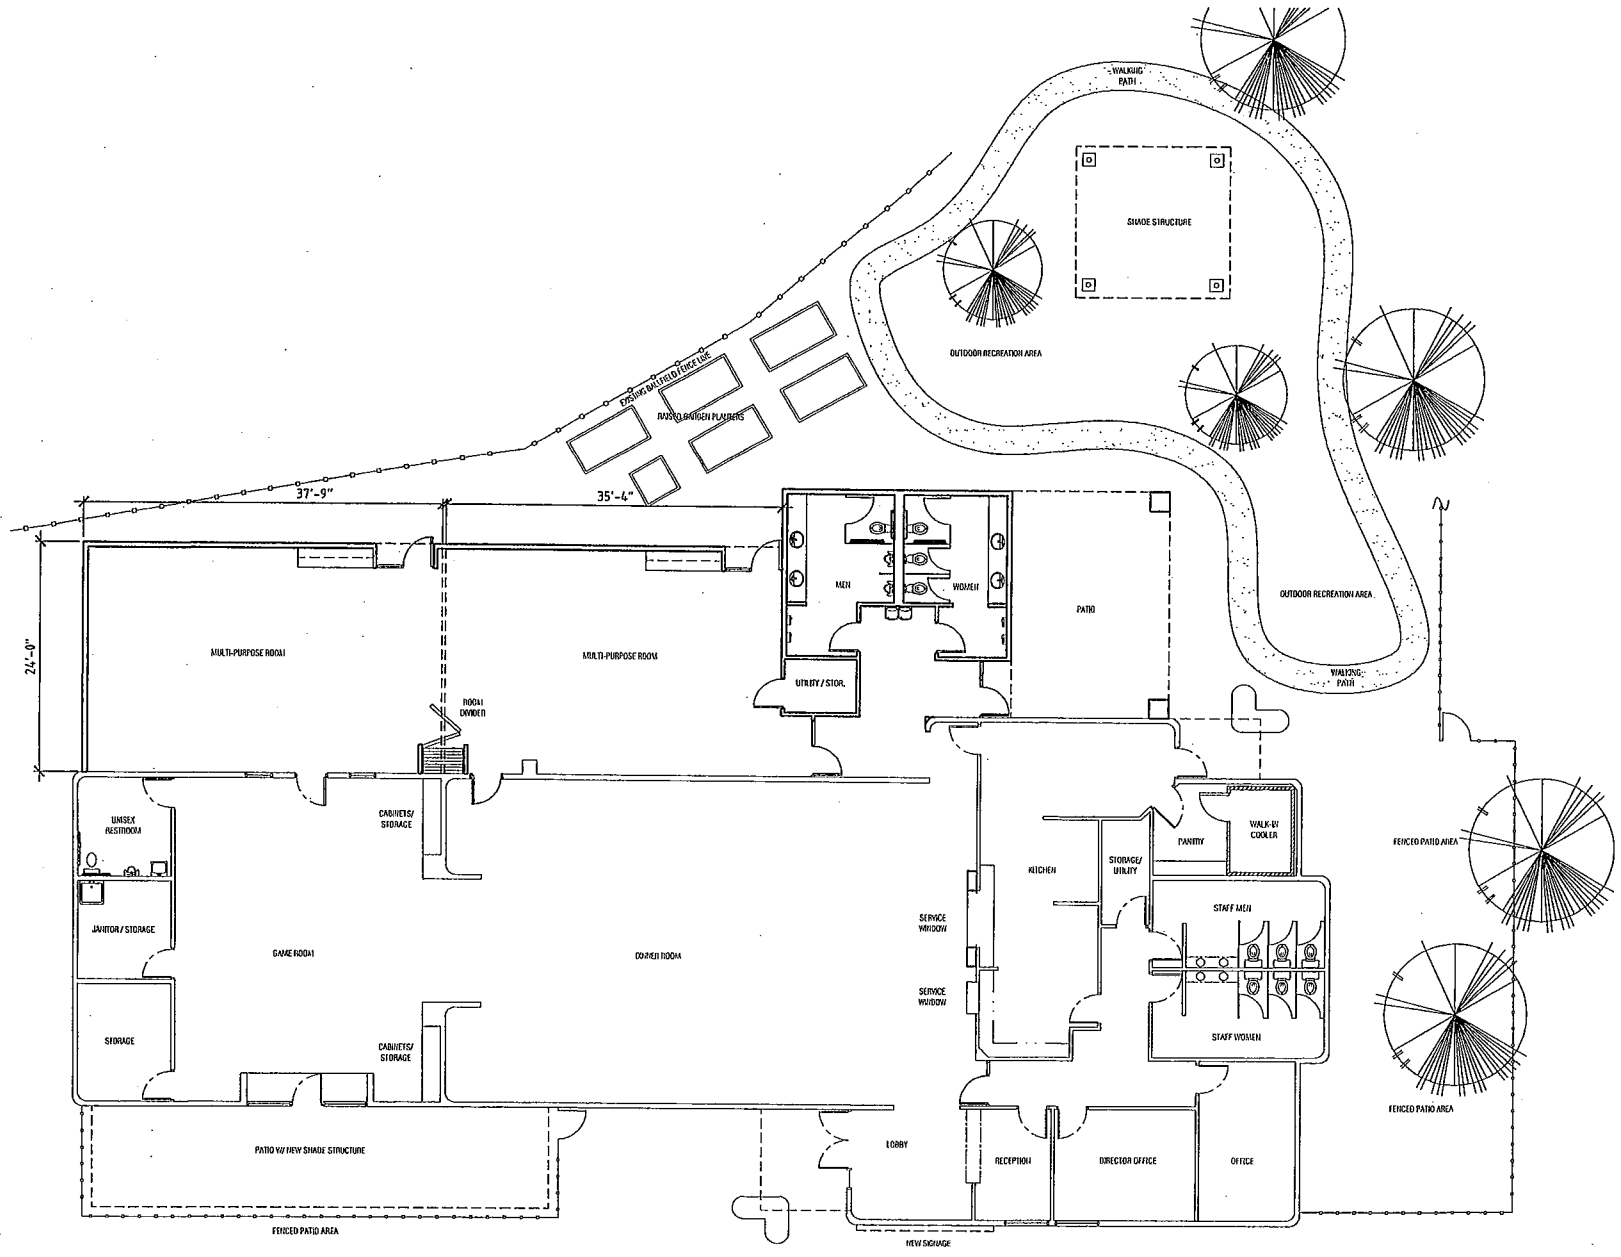 WALKING
PATH
SHADE STRUCTURE
OUTDOOR RECREATION AREA
EXISTING BALLFIELD FENCE LINE
RAISED GARDEN PLANTERS
37'-9"
35'-4"
24'-0"
MEN
WOMEN
PATIO
OUTDOOR RECREATION AREA
MULTI-PURPOSE ROOM
MULTI-PURPOSE ROOM
UTILITY / STOR.
WALKING
PATH
ROOM
DIVIDER
UNISEX
RESTROOM
CABINETS/
STORAGE
PANTRY
WALK-IN
COOLER
FENCED PATIO AREA
KITCHEN
STORAGE/
UTILITY
STAFF MEN
JANITOR / STORAGE
SERVICE
WINDOW
GAME ROOM
DINNER ROOM
SERVICE
WINDOW
STORAGE
CABINETS/
STORAGE
STAFF WOMEN
FENCED PATIO AREA
PATIO W/ NEW SHADE STRUCTURE
LOBBY
RECEPTION
DIRECTOR OFFICE
OFFICE
FENCED PATIO AREA
NEW SIGNAGE